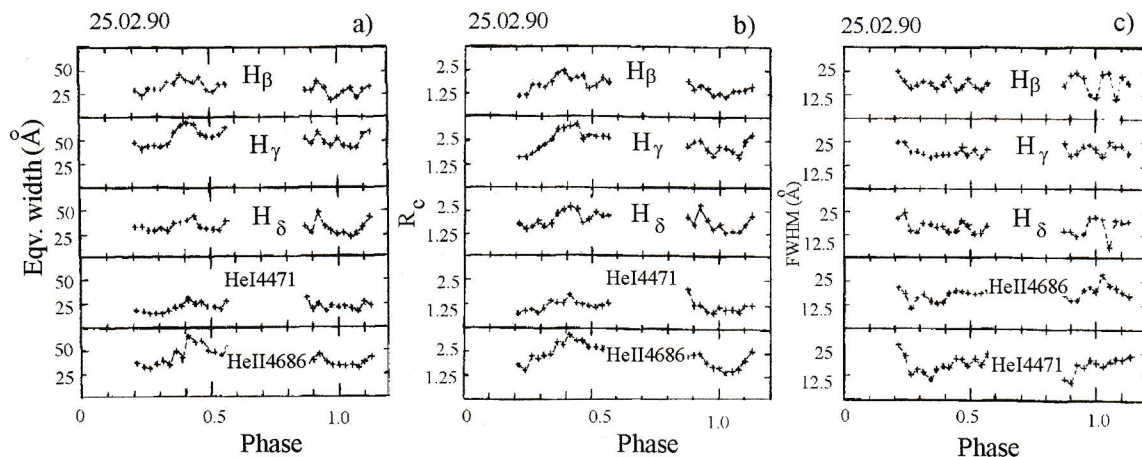 25.02.90 a)
Eqv. width (Å)
50
25
Hβ
50
25
Hγ
50
25
Hδ
50
25
HeI4471
50
25
HeII4686
0 0.5 1.0
Phase
25.02.90 b)
Rc
2.5
1.25
Hβ
2.5
1.25
Hγ
2.5
1.25
Hδ
2.5
1.25
HeI4471
2.5
1.25
HeII4686
0 0.5 1.0
Phase
25.02.90 c)
FWHM (Å)
25
12.5
Hβ
25
12.5
Hγ
25
12.5
Hδ
25
12.5
HeII4686
25
12.5
HeI4471
0 0.5 1.0
Phase